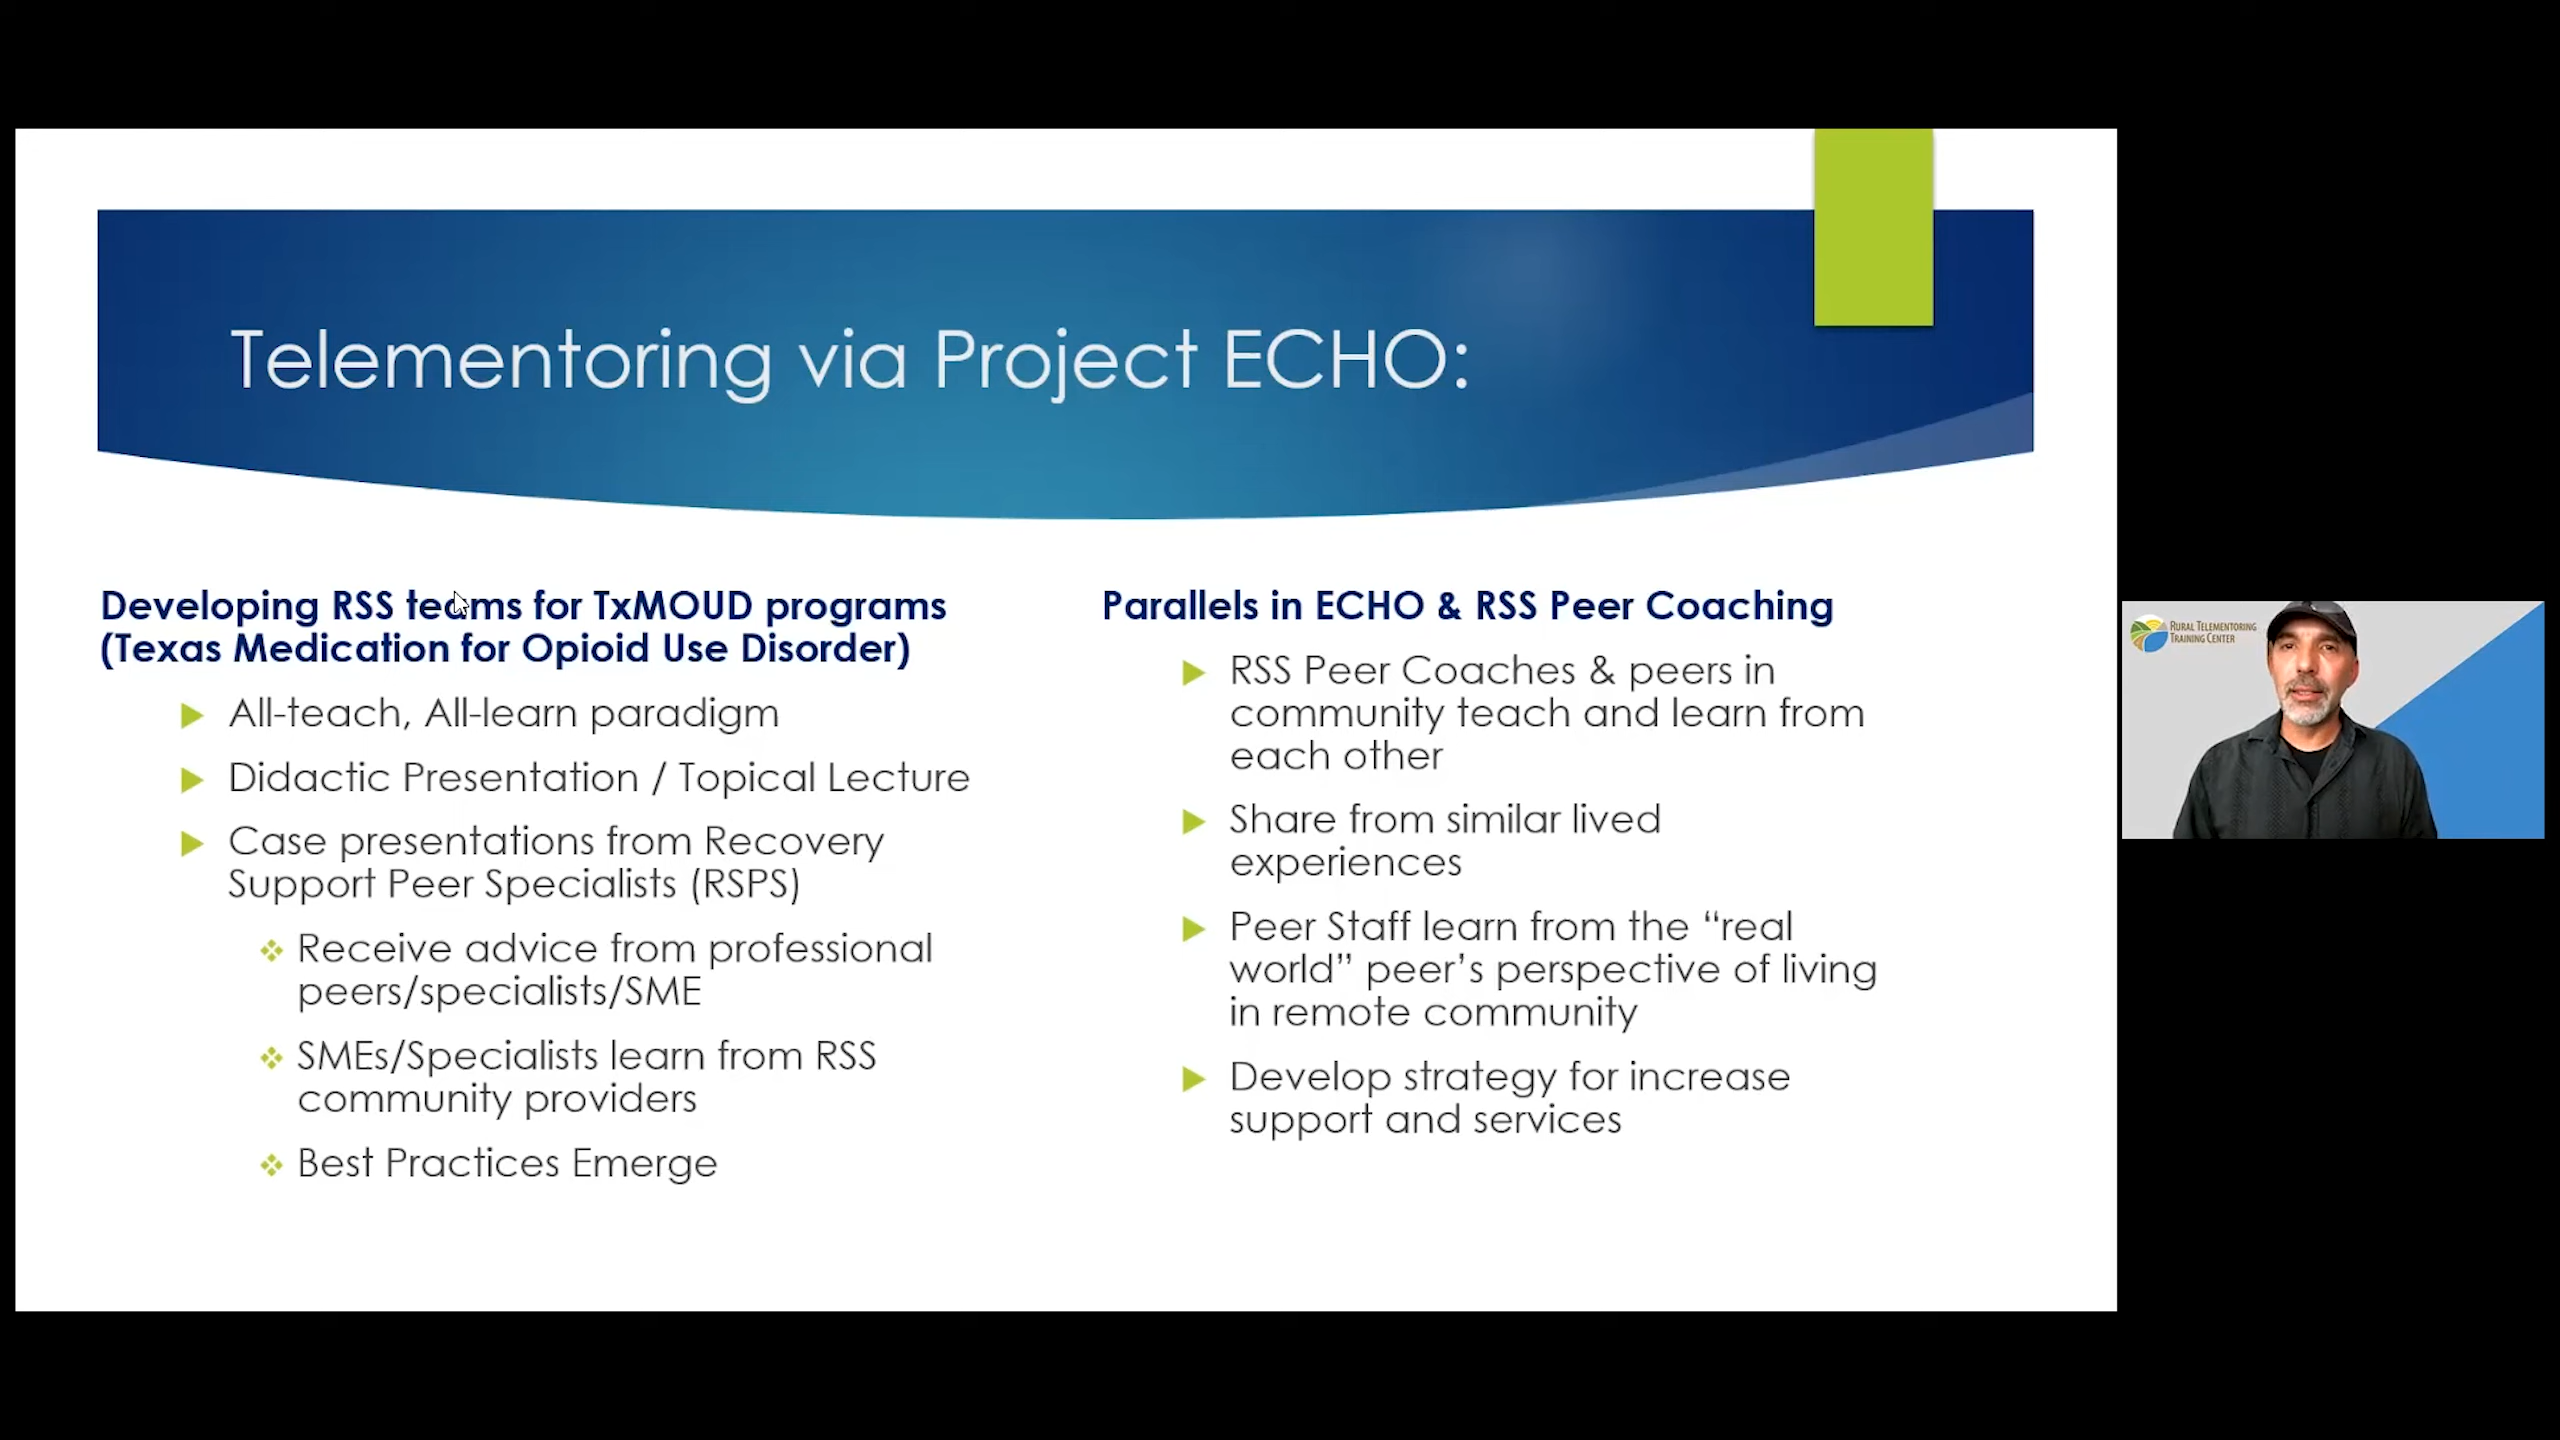 Telementoring via Project ECHO:
Developing RSS teams for TxMOUD programs
(Texas Medication for Opioid Use Disorder)
All-teach, All-learn paradigm
Didactic Presentation / Topical Lecture
Case presentations from Recovery
Support Peer Specialists (RSPS)
Receive advice from professional
peers/specialists/SME
SMEs/Specialists learn from RSS
community providers
Best Practices Emerge
Parallels in ECHO & RSS Peer Coaching
RSS Peer Coaches & peers in
community teach and learn from
each other
Share from similar lived
experiences
Peer Staff learn from the “real
world” peer’s perspective of living
in remote community
Develop strategy for increase
support and services
RURAL TELEMENTORING
TRAINING CENTER